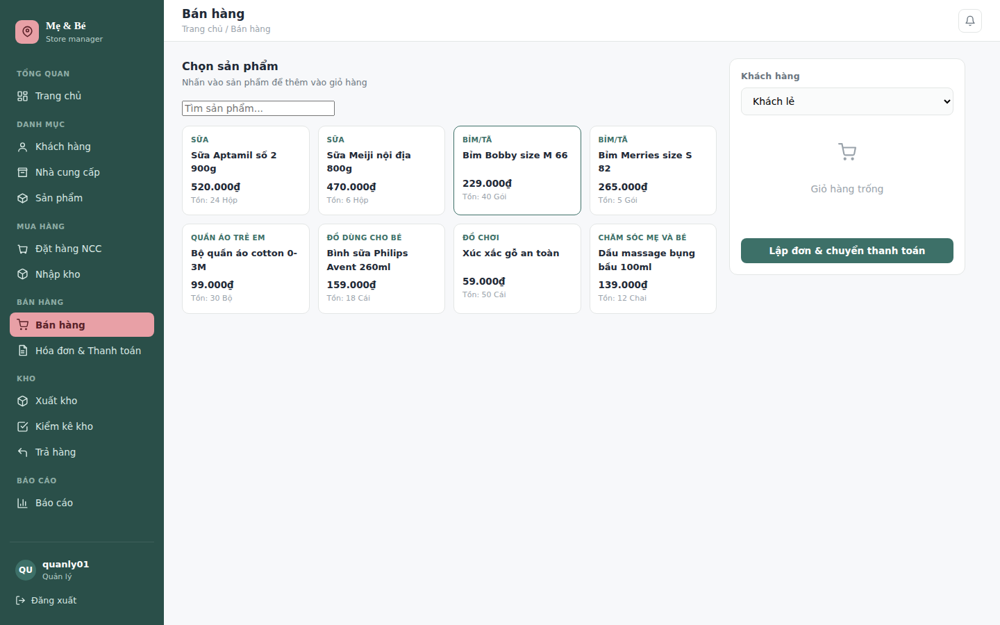 Mẹ & Bé
Store manager
TỔNG QUAN
Trang chủ
DANH MỤC
Khách hàng
Nhà cung cấp
Sản phẩm
MUA HÀNG
Đặt hàng NCC
Nhập kho
BÁN HÀNG
Bán hàng
Hóa đơn & Thanh toán
KHO
Xuất kho
Kiểm kê kho
Trả hàng
BÁO CÁO
Báo cáo
QU
quanly01
Quản lý
Đăng xuất
Bán hàng
Trang chủ / Bán hàng
Chọn sản phẩm
Nhấn vào sản phẩm để thêm vào giỏ hàng
Tìm sản phẩm...
SỮA
Sữa Aptamil số 2
900g
520.000₫
Tồn: 24 Hộp
SỮA
Sữa Meiji nội địa
800g
470.000₫
Tồn: 6 Hộp
BỈM/TÃ
Bỉm Bobby size M 66
229.000₫
Tồn: 40 Gói
BỈM/TÃ
Bỉm Merries size S
82
265.000₫
Tồn: 5 Gói
QUẦN ÁO TRẺ EM
Bộ quần áo cotton 0-
3M
99.000₫
Tồn: 30 Bộ
ĐỒ DÙNG CHO BÉ
Bình sữa Philips
Avent 260ml
159.000₫
Tồn: 18 Cái
ĐỒ CHƠI
Xúc xắc gỗ an toàn
59.000₫
Tồn: 50 Cái
CHĂM SÓC MẸ VÀ BÉ
Dầu massage bụng
bầu 100ml
139.000₫
Tồn: 12 Chai
Khách hàng
Khách lẻ
Giỏ hàng trống
Lập đơn & chuyển thanh toán